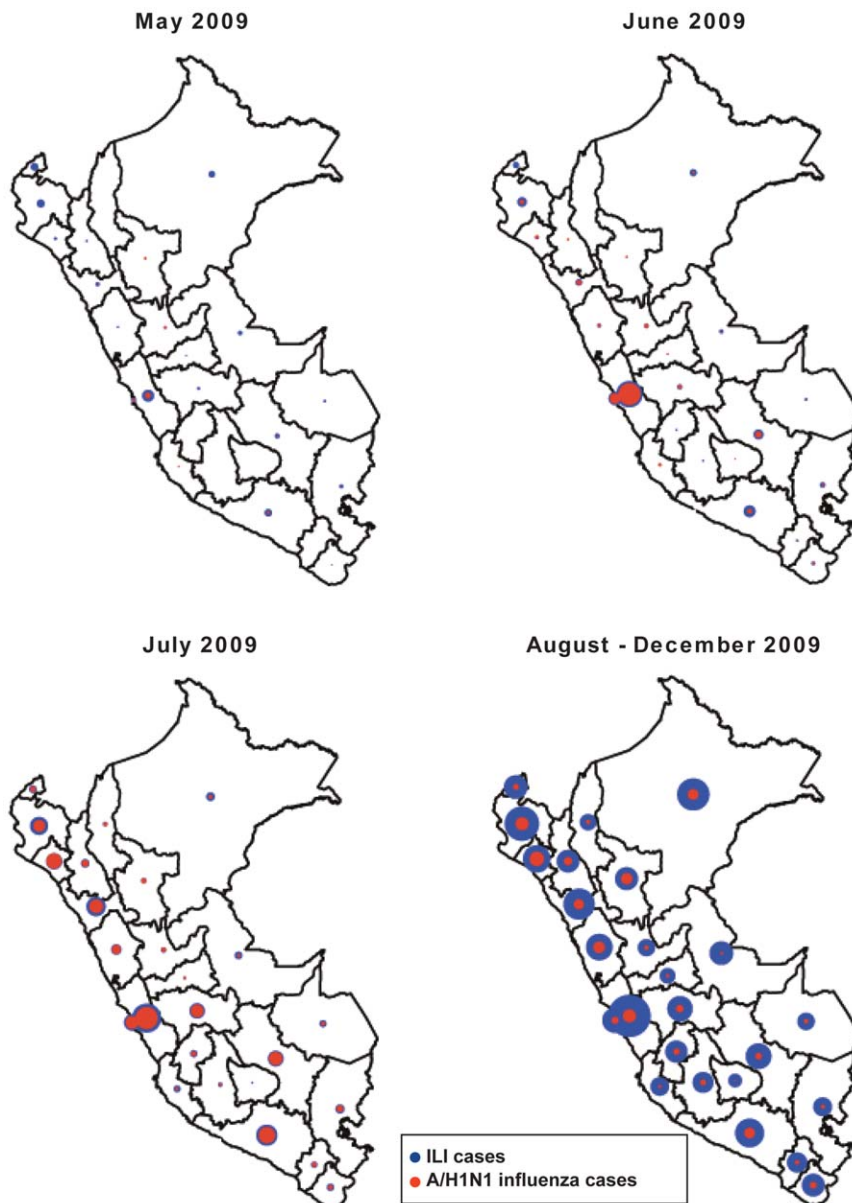 May 2009
June 2009
July 2009
August - December 2009
ILI cases
A/H1N1 influenza cases